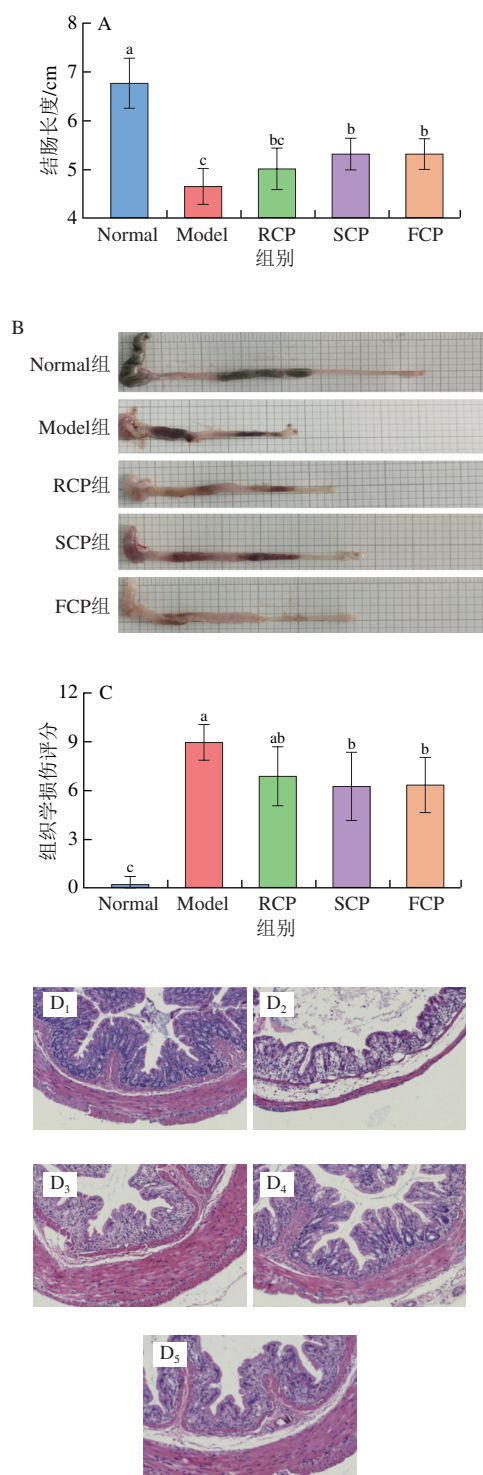 A
8
7
6
5
4
结肠长度/cm
a
c
bc
b
b
Normal
Model
RCP
SCP
FCP
组别
B
Normal组
Model组
RCP组
SCP组
FCP组
C
12
9
6
3
0
组织学损伤评分
c
a
ab
b
b
Normal
Model
RCP
SCP
FCP
组别
D₁
D₂
D₃
D₄
D₅